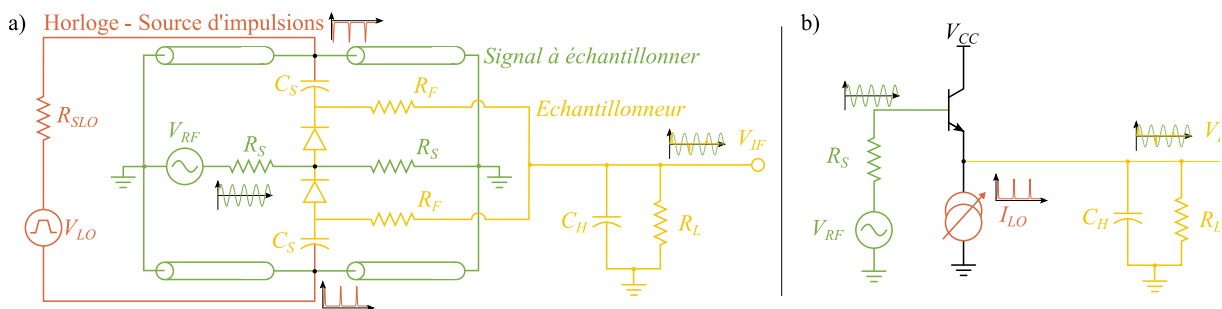 a)
Horloge - Source d'impulsions
Signal à échantillonner
C_S
R_F
Echantillonneur
R_SLO
V_RF
R_S
R_S
V_IF
R_F
V_LO
C_S
C_H
R_L
b)
V_CC
R_S
V_RF
I_LO
C_H
R_L